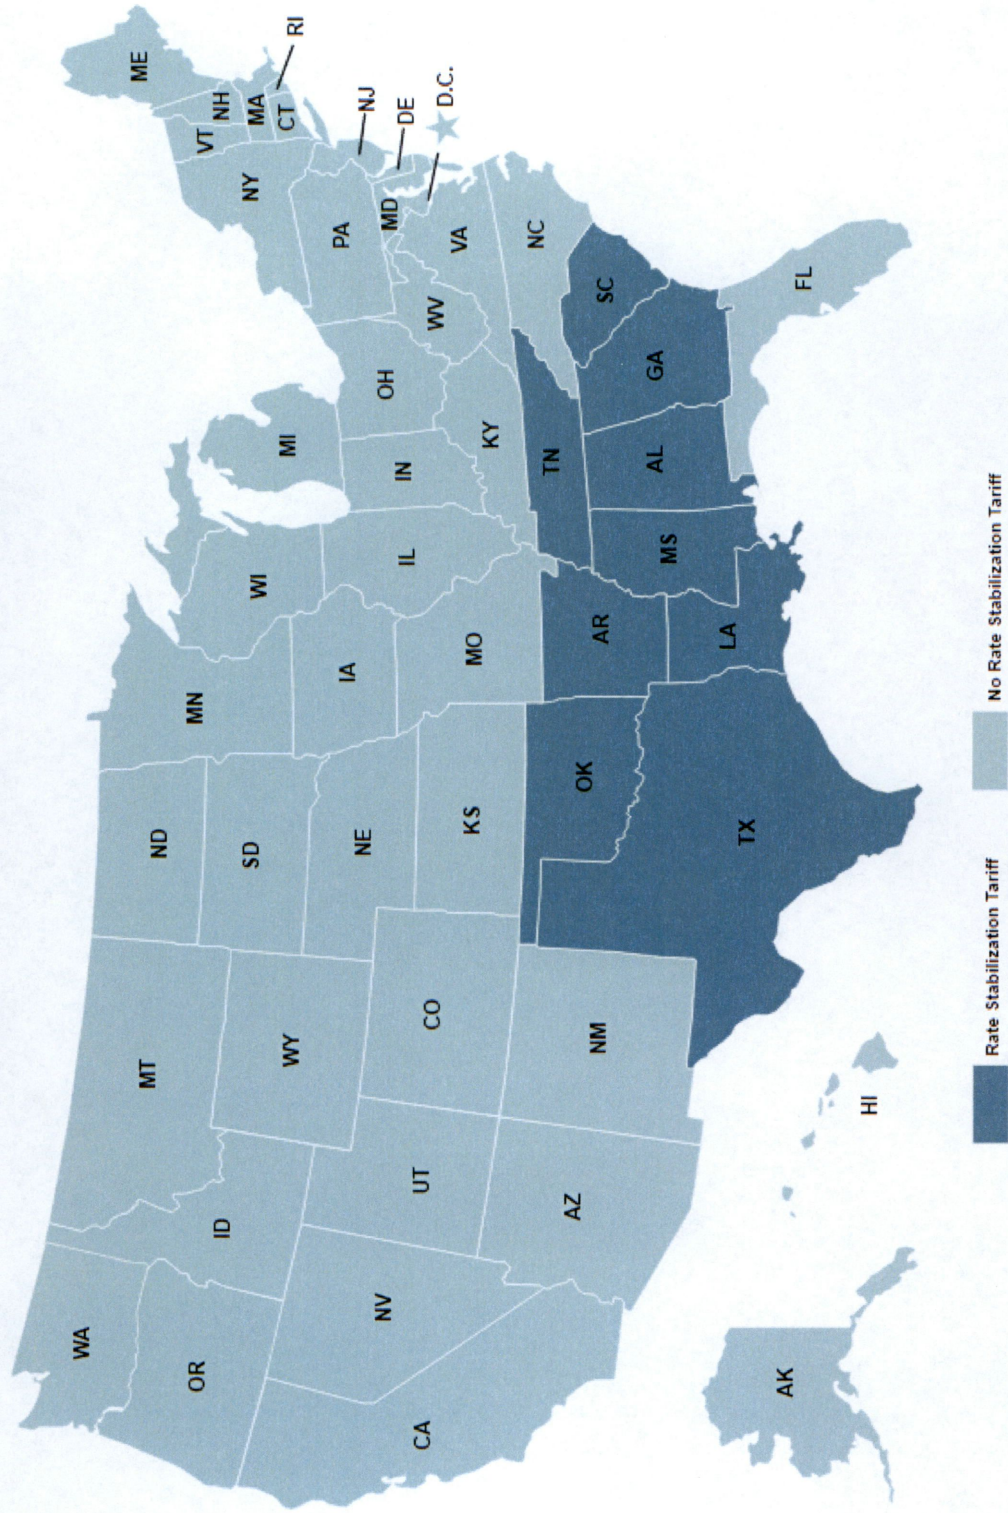 WA
MT
ND
MN
ME
OR
ID
SD
WI
MI
VT
NH
NY
MA
CT
RI
WY
NE
IA
PA
NJ
NV
UT
CO
KS
MO
IL
IN
OH
WV
MD
DE
D.C.
CA
KY
VA
AZ
NM
OK
AR
TN
NC
TX
LA
MS
AL
GA
SC
AK
HI
FL
Rate Stabilization Tariff
No Rate Stabilization Tariff